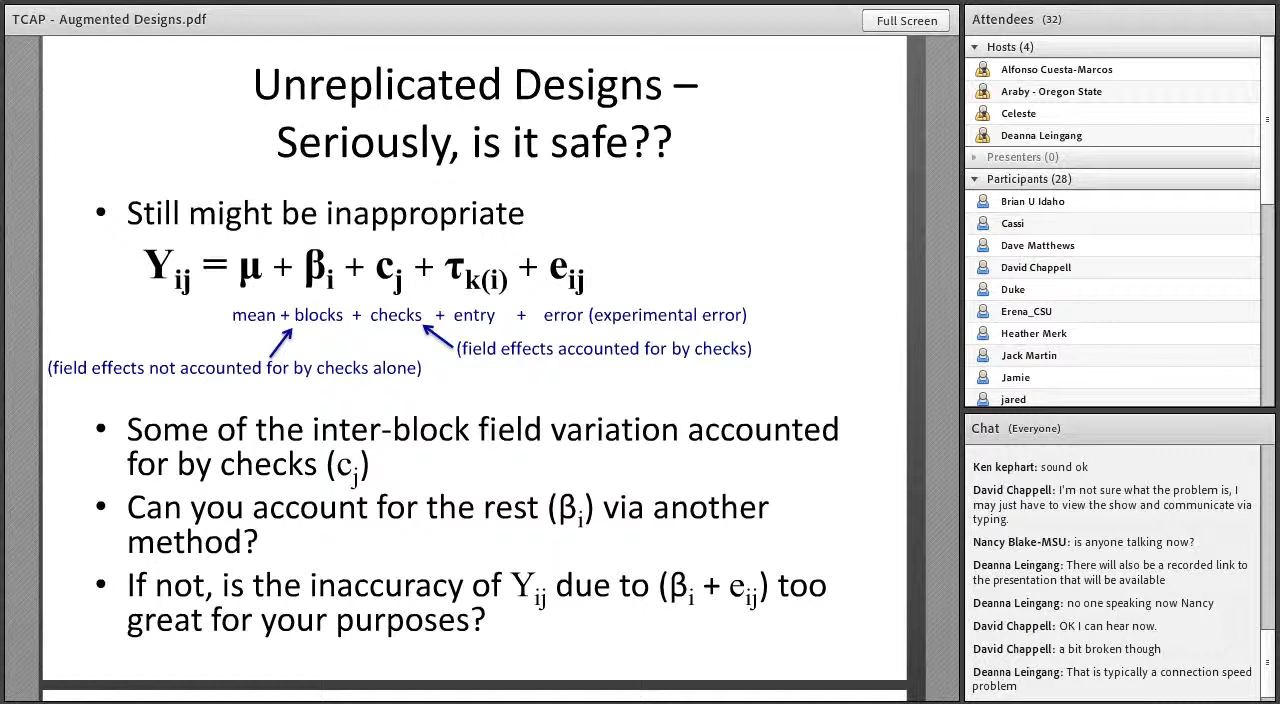 TCAP - Augmented Designs.pdf
Full Screen
Unreplicated Designs –
Seriously, is it safe??
• Still might be inappropriate
Yij = μ + βi + cj + τk(i) + eij
mean + blocks + checks + entry + error (experimental error)
(field effects accounted for by checks)
(field effects not accounted for by checks alone)
• Some of the inter-block field variation accounted
for by checks (cj)
• Can you account for the rest (βi) via another
method?
• If not, is the inaccuracy of Yij due to (βi + eij) too
great for your purposes?
Attendees (32)
Hosts (4)
Alfonso Cuesta-Marcos
Araby - Oregon State
Celeste
Deanna Leingang
Presenters (0)
Participants (28)
Brian U Idaho
Cassi
Dave Matthews
David Chappell
Duke
Erena_CSU
Heather Merk
Jack Martin
Jamie
jared
Chat (Everyone)
Ken kephart: sound ok
David Chappell: I'm not sure what the problem is, I
may just have to view the show and communicate via
typing.
Nancy Blake-MSU: is anyone talking now?
Deanna Leingang: There will also be a recorded link to
the presentation that will be available
Deanna Leingang: no one speaking now Nancy
David Chappell: OK I can hear now.
David Chappell: a bit broken though
Deanna Leingang: That is typically a connection speed
problem